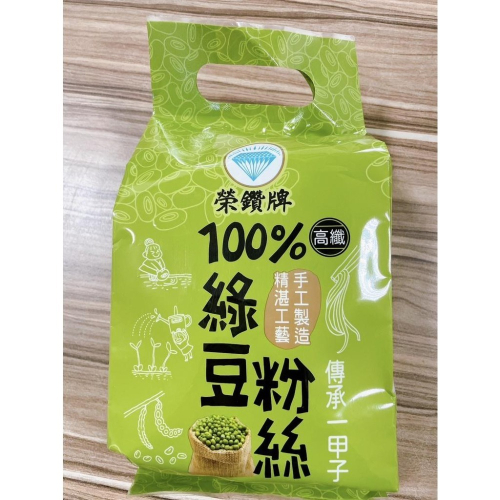 榮鑽牌
100%
高纖
綠豆粉絲
手工製造
精湛工藝
傳承一甲子